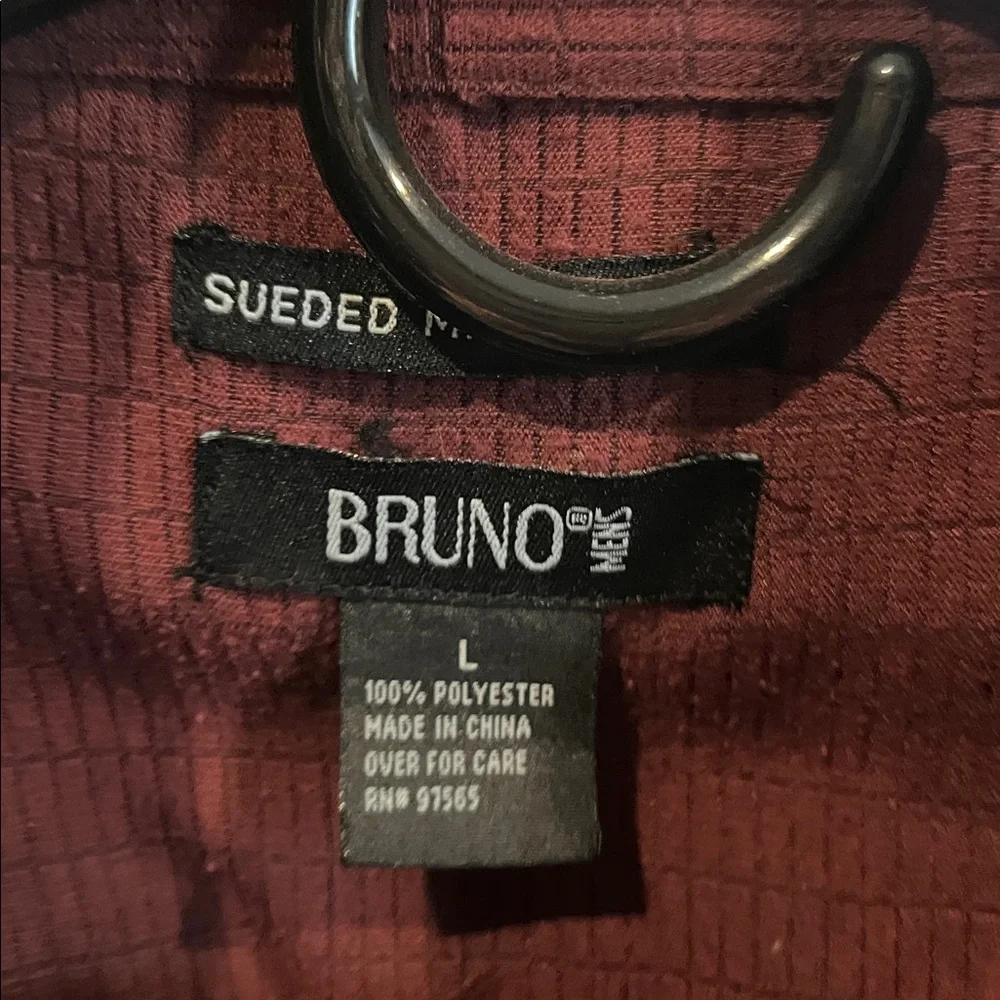 SUEDED
BRUNO® MENS
L
100% POLYESTER
MADE IN CHINA
OVER FOR CARE
RN# 97565